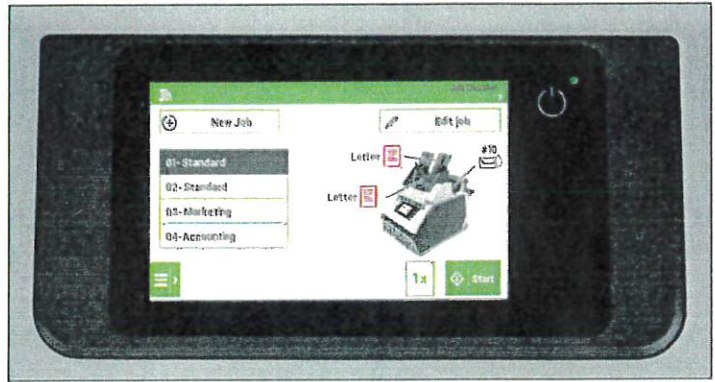 New Job
Edit job
01-Standard
02-Standard
03-Marketing
04-Accounting
Letter
#10
Letter
1x
Start